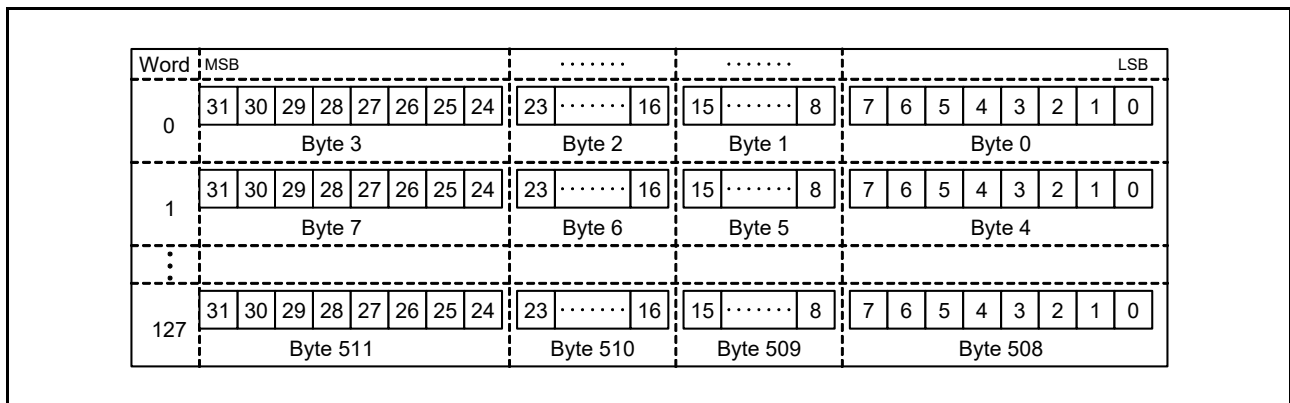 Word MSB ······· ······· LSB
0 31 30 29 28 27 26 25 24 23 ······· 16 15 ······· 8 7 6 5 4 3 2 1 0
Byte 3 Byte 2 Byte 1 Byte 0
1 31 30 29 28 27 26 25 24 23 ······· 16 15 ······· 8 7 6 5 4 3 2 1 0
Byte 7 Byte 6 Byte 5 Byte 4
⋮
127 31 30 29 28 27 26 25 24 23 ······· 16 15 ······· 8 7 6 5 4 3 2 1 0
Byte 511 Byte 510 Byte 509 Byte 508